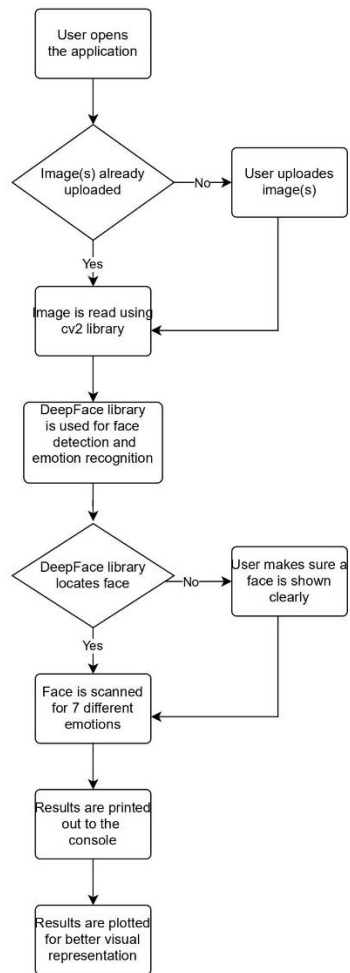 User opens
the application
Image(s) already
uploaded
No
User uploades
image(s)
Yes
Image is read using
cv2 library
DeepFace library
is used for face
detection and
emotion recognition
DeepFace library
locates face
No
User makes sure a
face is shown
clearly
Yes
Face is scanned
for 7 different
emotions
Results are printed
out to the
console
Results are plotted
for better visual
representation